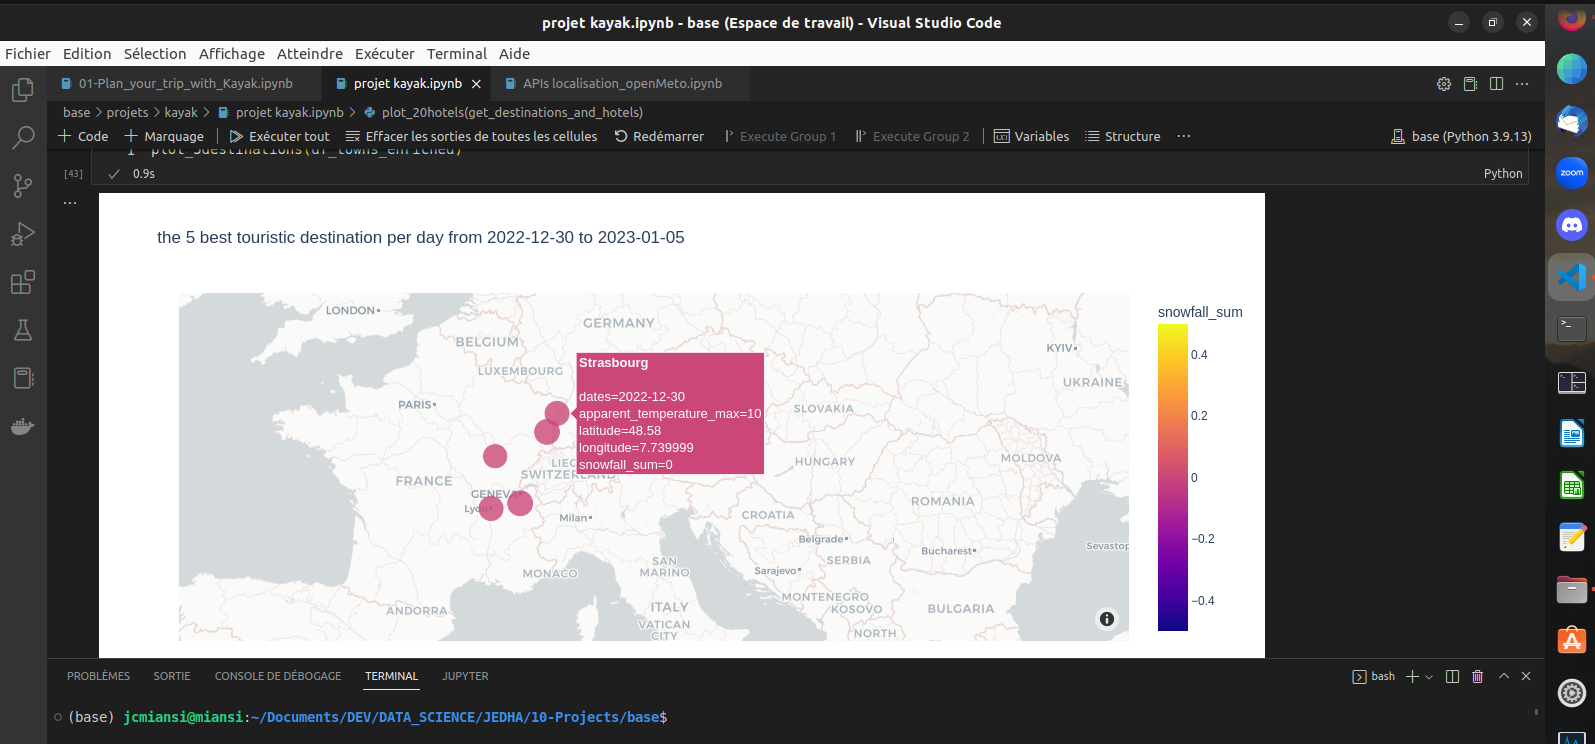 projet kayak.ipynb - base (Espace de travail) - Visual Studio Code
Fichier Edition Sélection Affichage Atteindre Exécuter Terminal Aide
01-Plan_your_trip_with_Kayak.ipynb projet kayak.ipynb APIs localisation_openMeto.ipynb
base > projets > kayak > projet kayak.ipynb > plot_20hotels(get_destinations_and_hotels)
Code Marquage Exécuter tout Effacer les sorties de toutes les cellules Redémarrer Execute Group 1 Execute Group 2 Variables Structure ... base (Python 3.9.13)
1 plot_5destinations(df_towns_enriched)
[43] 0.9s Python
the 5 best touristic destination per day from 2022-12-30 to 2023-01-05
LONDON
GERMANY
BELGIUM
LUXEMBOURG
PARIS
KYIV
UKRAINE
SLOVAKIA
Strasbourg
dates=2022-12-30
apparent_temperature_max=10
latitude=48.58
longitude=7.739999
snowfall_sum=0
LIEC
SWITZERLAND
FRANCE
GENEVA
Lyon
Milan
HUNGARY
MOLDOVA
ROMANIA
CROATIA
Belgrade
SERBIA
Bucharest
Sevastop
SAN
MARINO
MONACO
Sarajevo
MONTENEGRO
KOSOVO
ANDORRA
ITALY
BULGARIA
VATICAN
CITY
NORTH
snowfall_sum
0.4
0.2
0
−0.2
−0.4
PROBLÈMES SORTIE CONSOLE DE DÉBOGAGE TERMINAL JUPYTER bash
(base) jcmiansi@miansi:~/Documents/DEV/DATA_SCIENCE/JEDHA/10-Projects/base$
zoom